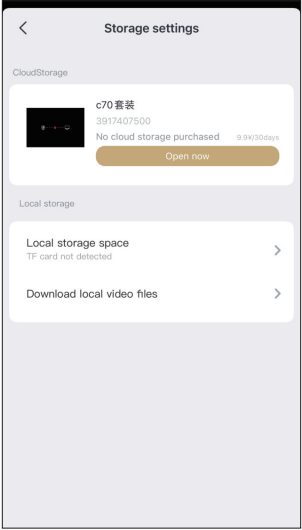 Storage settings
CloudStorage
c70套装
3917407500
No cloud storage purchased 9.9¥/30days
Open now
Local storage
Local storage space
TF card not detected
Download local video files